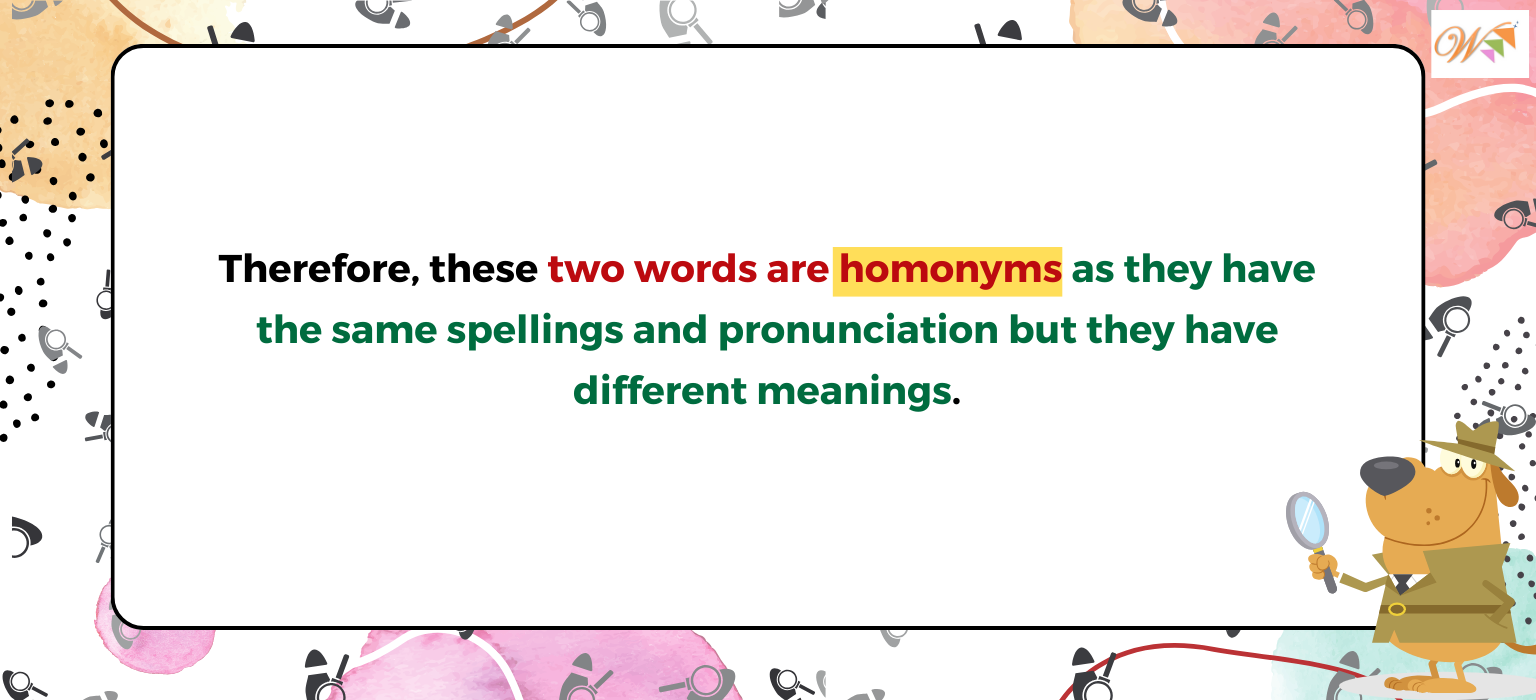 W
Therefore, these two words are homonyms as they have
the same spellings and pronunciation but they have
different meanings.